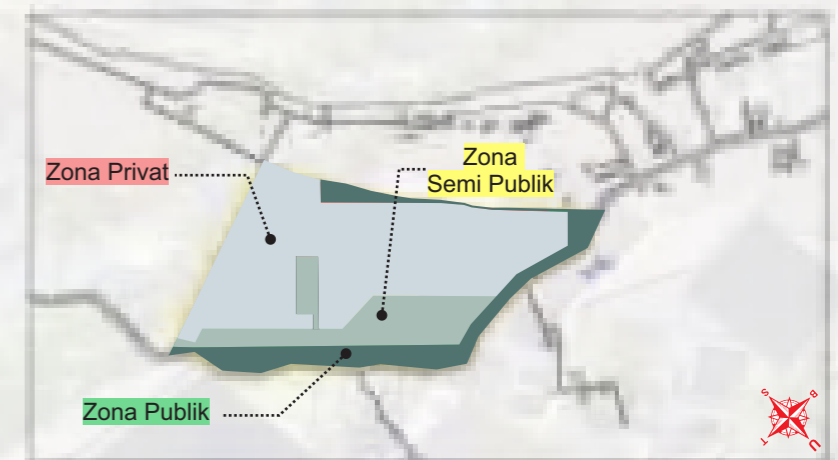 Zona Privat
Zona
Semi Publik
Zona Publik
S
B
T
U